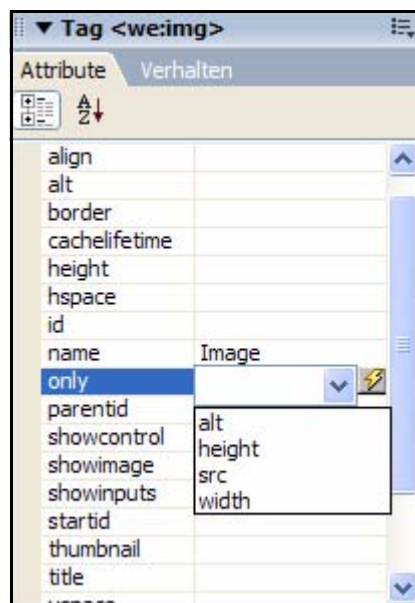 Tag <we:img>
Attribute Verhalten
A Z
align
alt
border
cachelifetime
height
hspace
id
name Image
only
parentid
alt
showcontrol
height
showimage
src
showinputs
width
startid
thumbnail
title
vspace